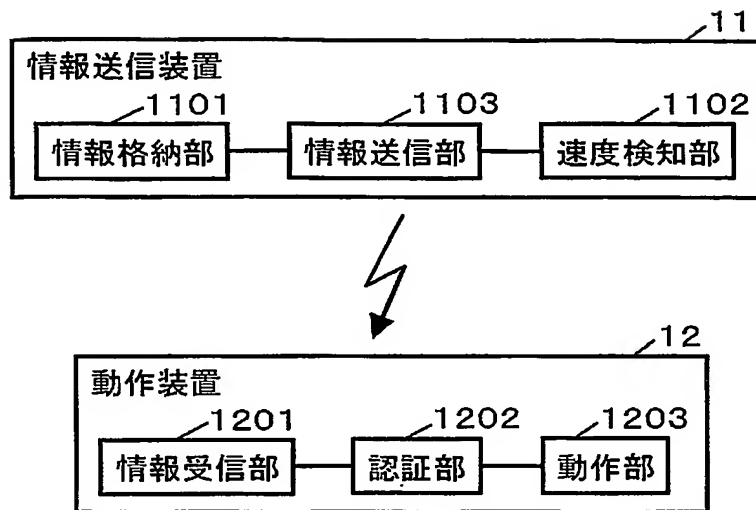 11
情報送信装置
1101 1103 1102
情報格納部 情報送信部 速度検知部
12
動作装置
1201 1202 1203
情報受信部 認証部 動作部